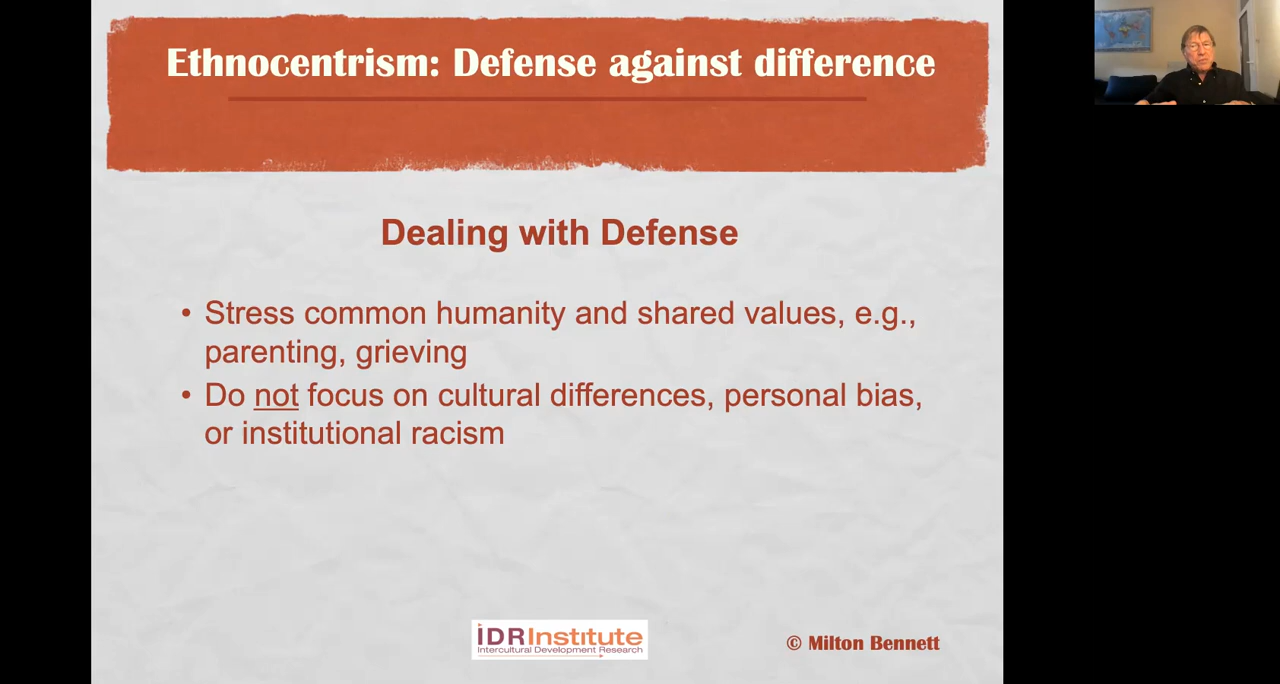 Ethnocentrism: Defense against difference
Dealing with Defense
• Stress common humanity and shared values, e.g.,
parenting, grieving
• Do not focus on cultural differences, personal bias,
or institutional racism
IDRInstitute
Intercultural Development Research
© Milton Bennett